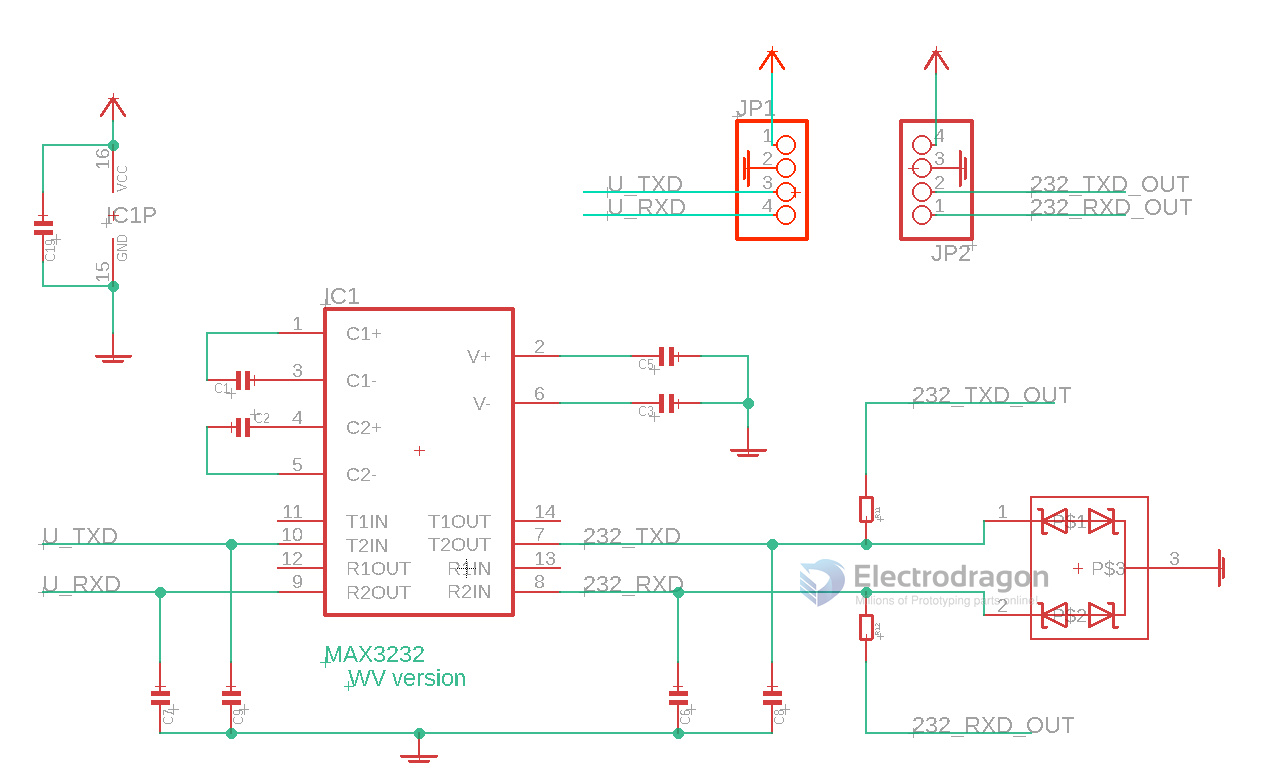 JP1
1
2
U_TXD 3
U_RXD 4
4
3
2 232_TXD_OUT
1 232_RXD_OUT
JP2
16
VCC
IC1P
C19
GND
15
IC1
1 C1+
3 C1-
C1
C2
4 C2+
5 C2-
V+ 2
C5
V- 6
C3
11 T1IN T1OUT 14
U_TXD 10 T2IN T2OUT 7 232_TXD
12 R1OUT R1IN 13
U_RXD 9 R2OUT R2IN 8 232_RXD
232_TXD_OUT
1 P$1
P$3 3
2 P$2
Electrodragon
Millions of Prototyping parts online!
MAX3232
WV version
C7
C9
C6
C8
232_RXD_OUT